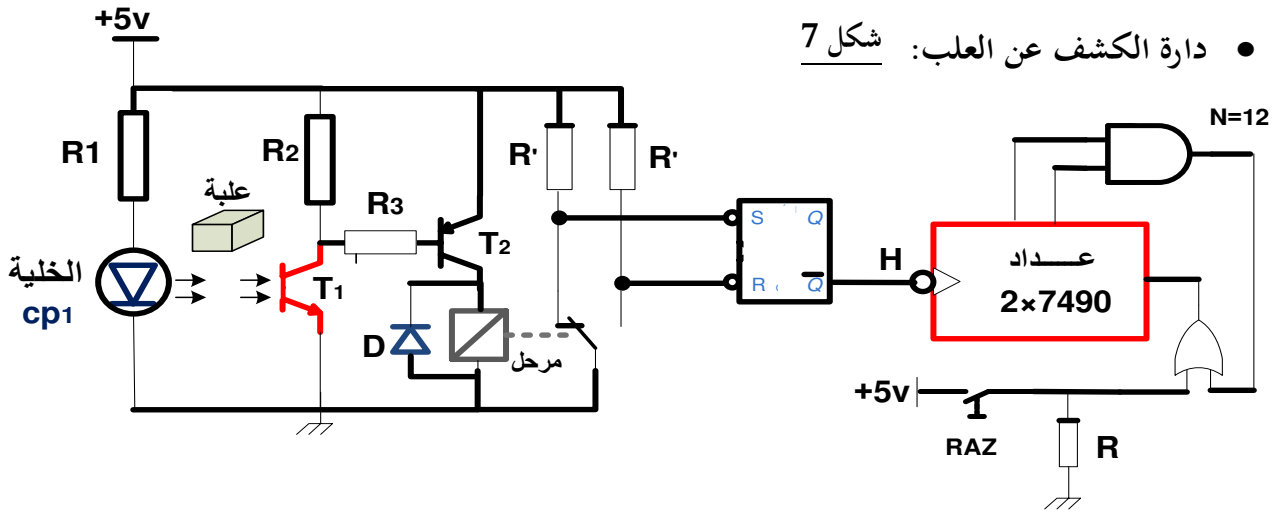 • دارة الكشف عن العلب: شكل 7
+5v
R1
R2
علبة
R3
R'
R'
N=12
الخلية
cp1
T1
T2
D
مرحل
S Q
R Q̅
H
عـــداد
2×7490
+5v
RAZ
R